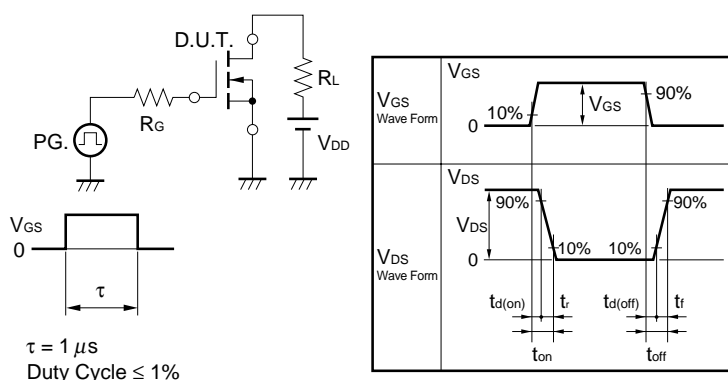 D.U.T.
RL
RG
PG.
VDD
VGS
0
τ
τ = 1 μs
Duty Cycle ≤ 1%
VGS
Wave Form
VGS
10%
0
VGS
90%
VDS
Wave Form
VDS
90%
VDS
0
10%
10%
90%
td(on)
tr
td(off)
tf
ton
toff